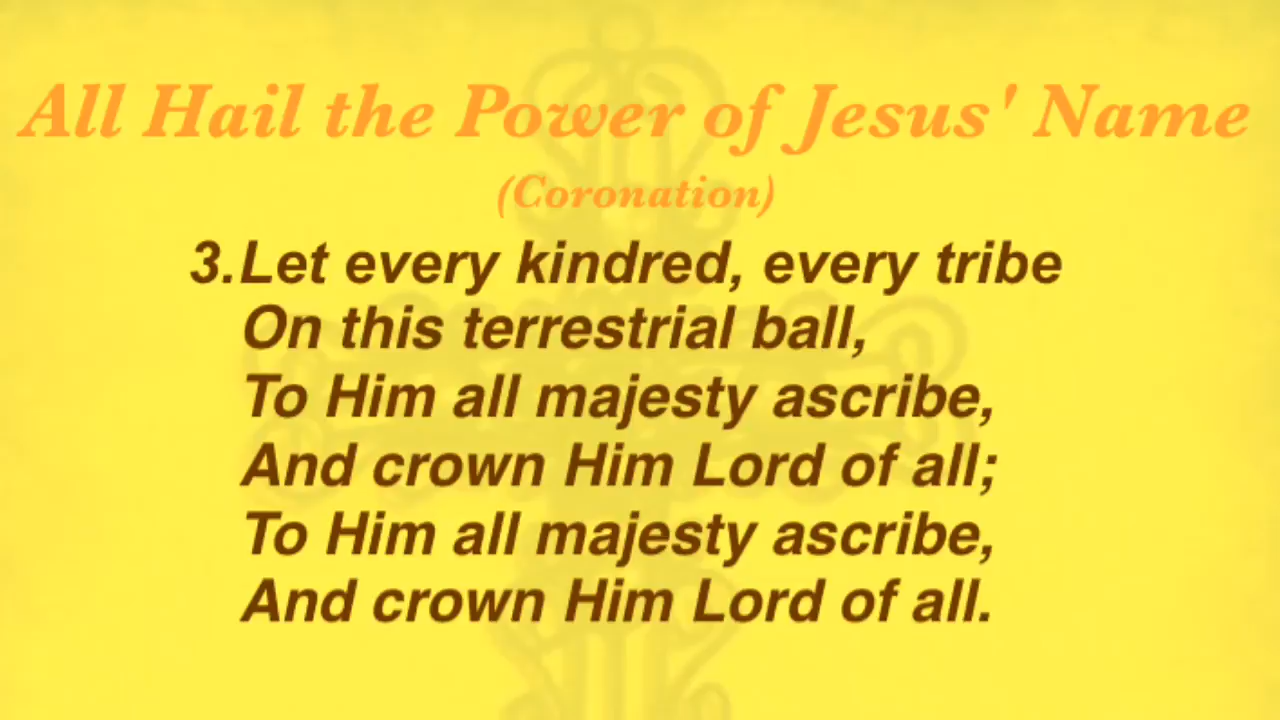 All Hail the Power of Jesus' Name
(Coronation)
3.Let every kindred, every tribe
On this terrestrial ball,
To Him all majesty ascribe,
And crown Him Lord of all;
To Him all majesty ascribe,
And crown Him Lord of all.